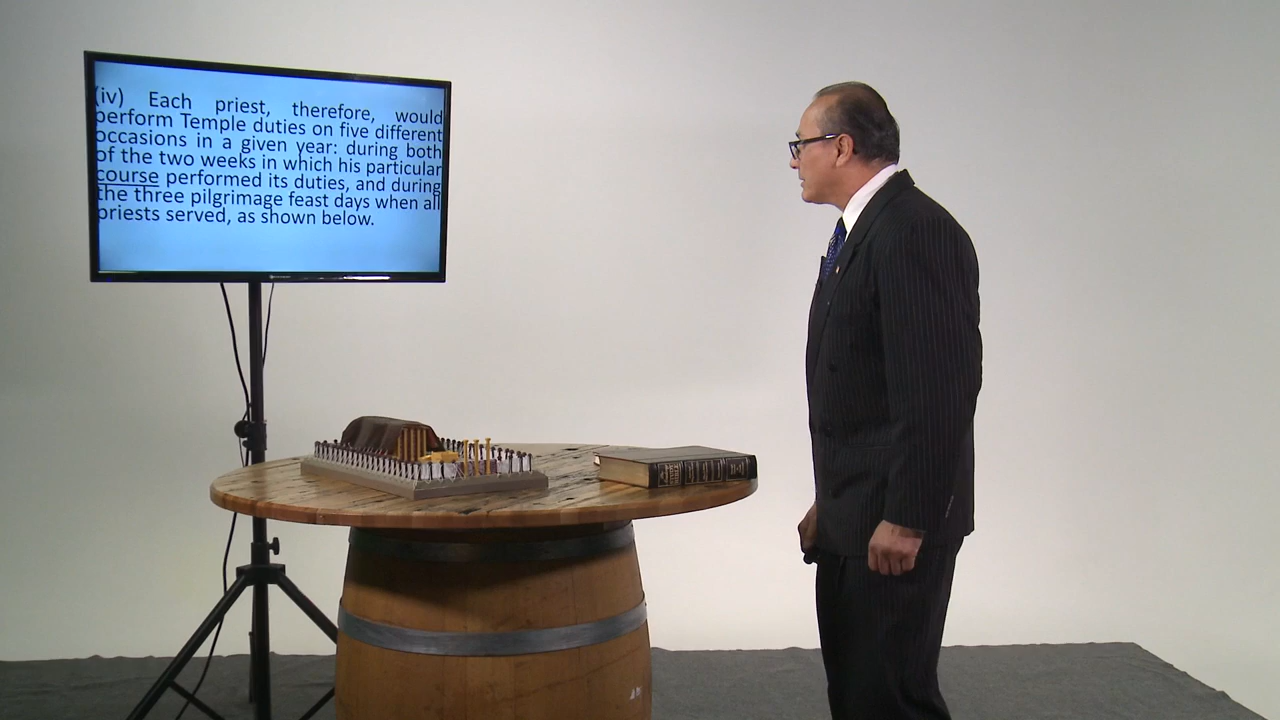 (iv) Each priest, therefore, would
perform Temple duties on five different
occasions in a given year: during both
of the two weeks in which his particular
course performed its duties, and during
the three pilgrimage feast days when all
priests served, as shown below.